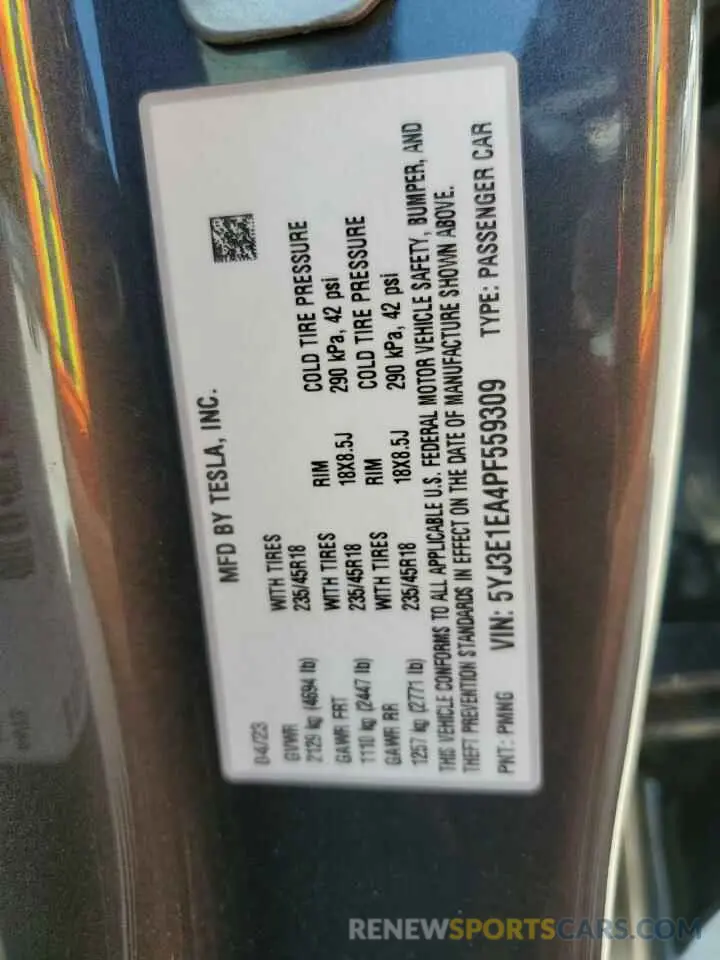 MFD BY TESLA, INC.
04/23
GVWR WITH TIRES
2129 kg (4694 lb) 235/45R18 RIM COLD TIRE PRESSURE
GAWR FRT WITH TIRES 18X8.5J 290 kPa, 42 psi
1110 kg (2447 lb) 235/45R18 RIM COLD TIRE PRESSURE
GAWR RR WITH TIRES 18X8.5J 290 kPa, 42 psi
1257 kg (2771 lb) 235/45R18
THIS VEHICLE CONFORMS TO ALL APPLICABLE U.S. FEDERAL MOTOR VEHICLE SAFETY, BUMPER, AND
THEFT PREVENTION STANDARDS IN EFFECT ON THE DATE OF MANUFACTURE SHOWN ABOVE.
PNT: PMNG VIN: 5YJ3E1EA4PF559309 TYPE: PASSENGER CAR
RENEWSPORTSCARS.COM